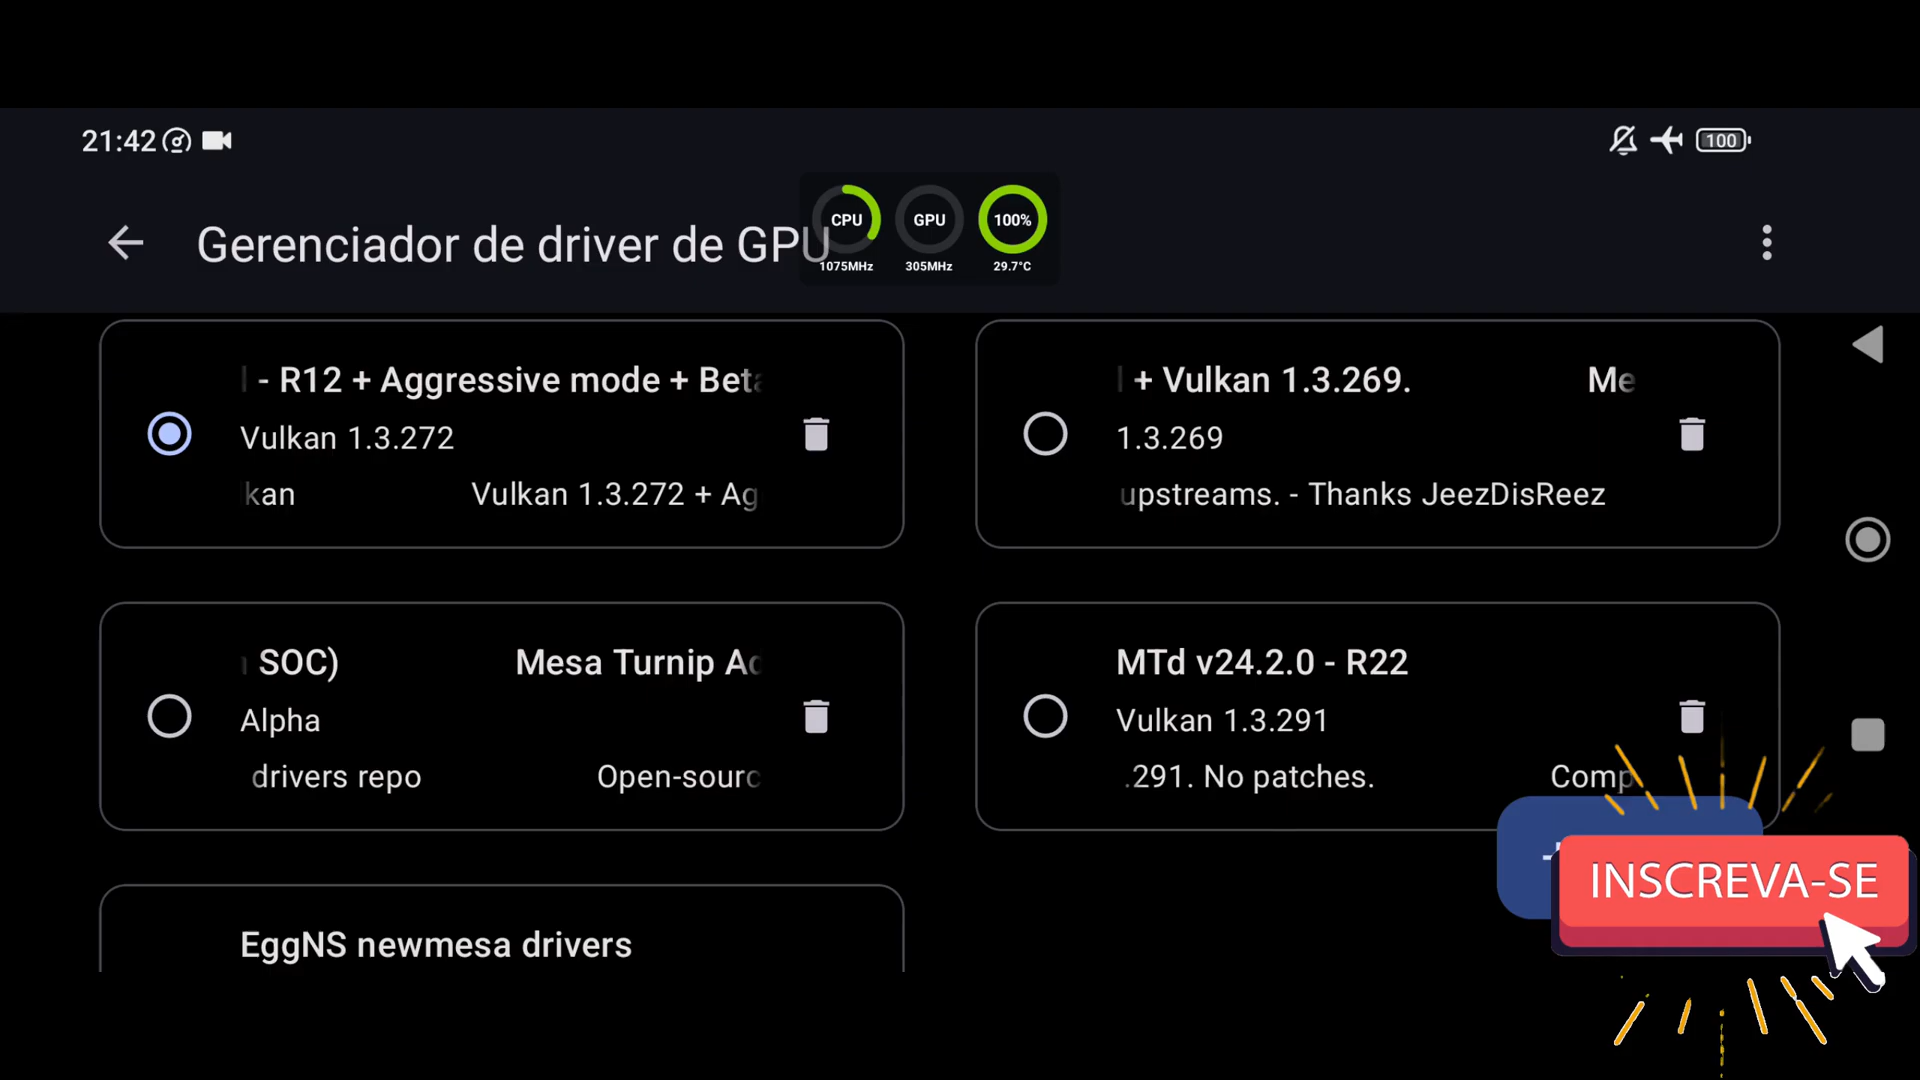 21:42
100
CPU GPU 100%
Gerenciador de driver de GPU
1075MHz 305MHz 29.7°C
- R12 + Aggressive mode + Beta
Vulkan 1.3.272
kan Vulkan 1.3.272 + Ag
+ Vulkan 1.3.269. Me
1.3.269
upstreams. - Thanks JeezDisReez
SOC) Mesa Turnip Ad
Alpha
drivers repo Open-sourc
MTd v24.2.0 - R22
Vulkan 1.3.291
.291. No patches. Comp
INSCREVA-SE
EggNS newmesa drivers